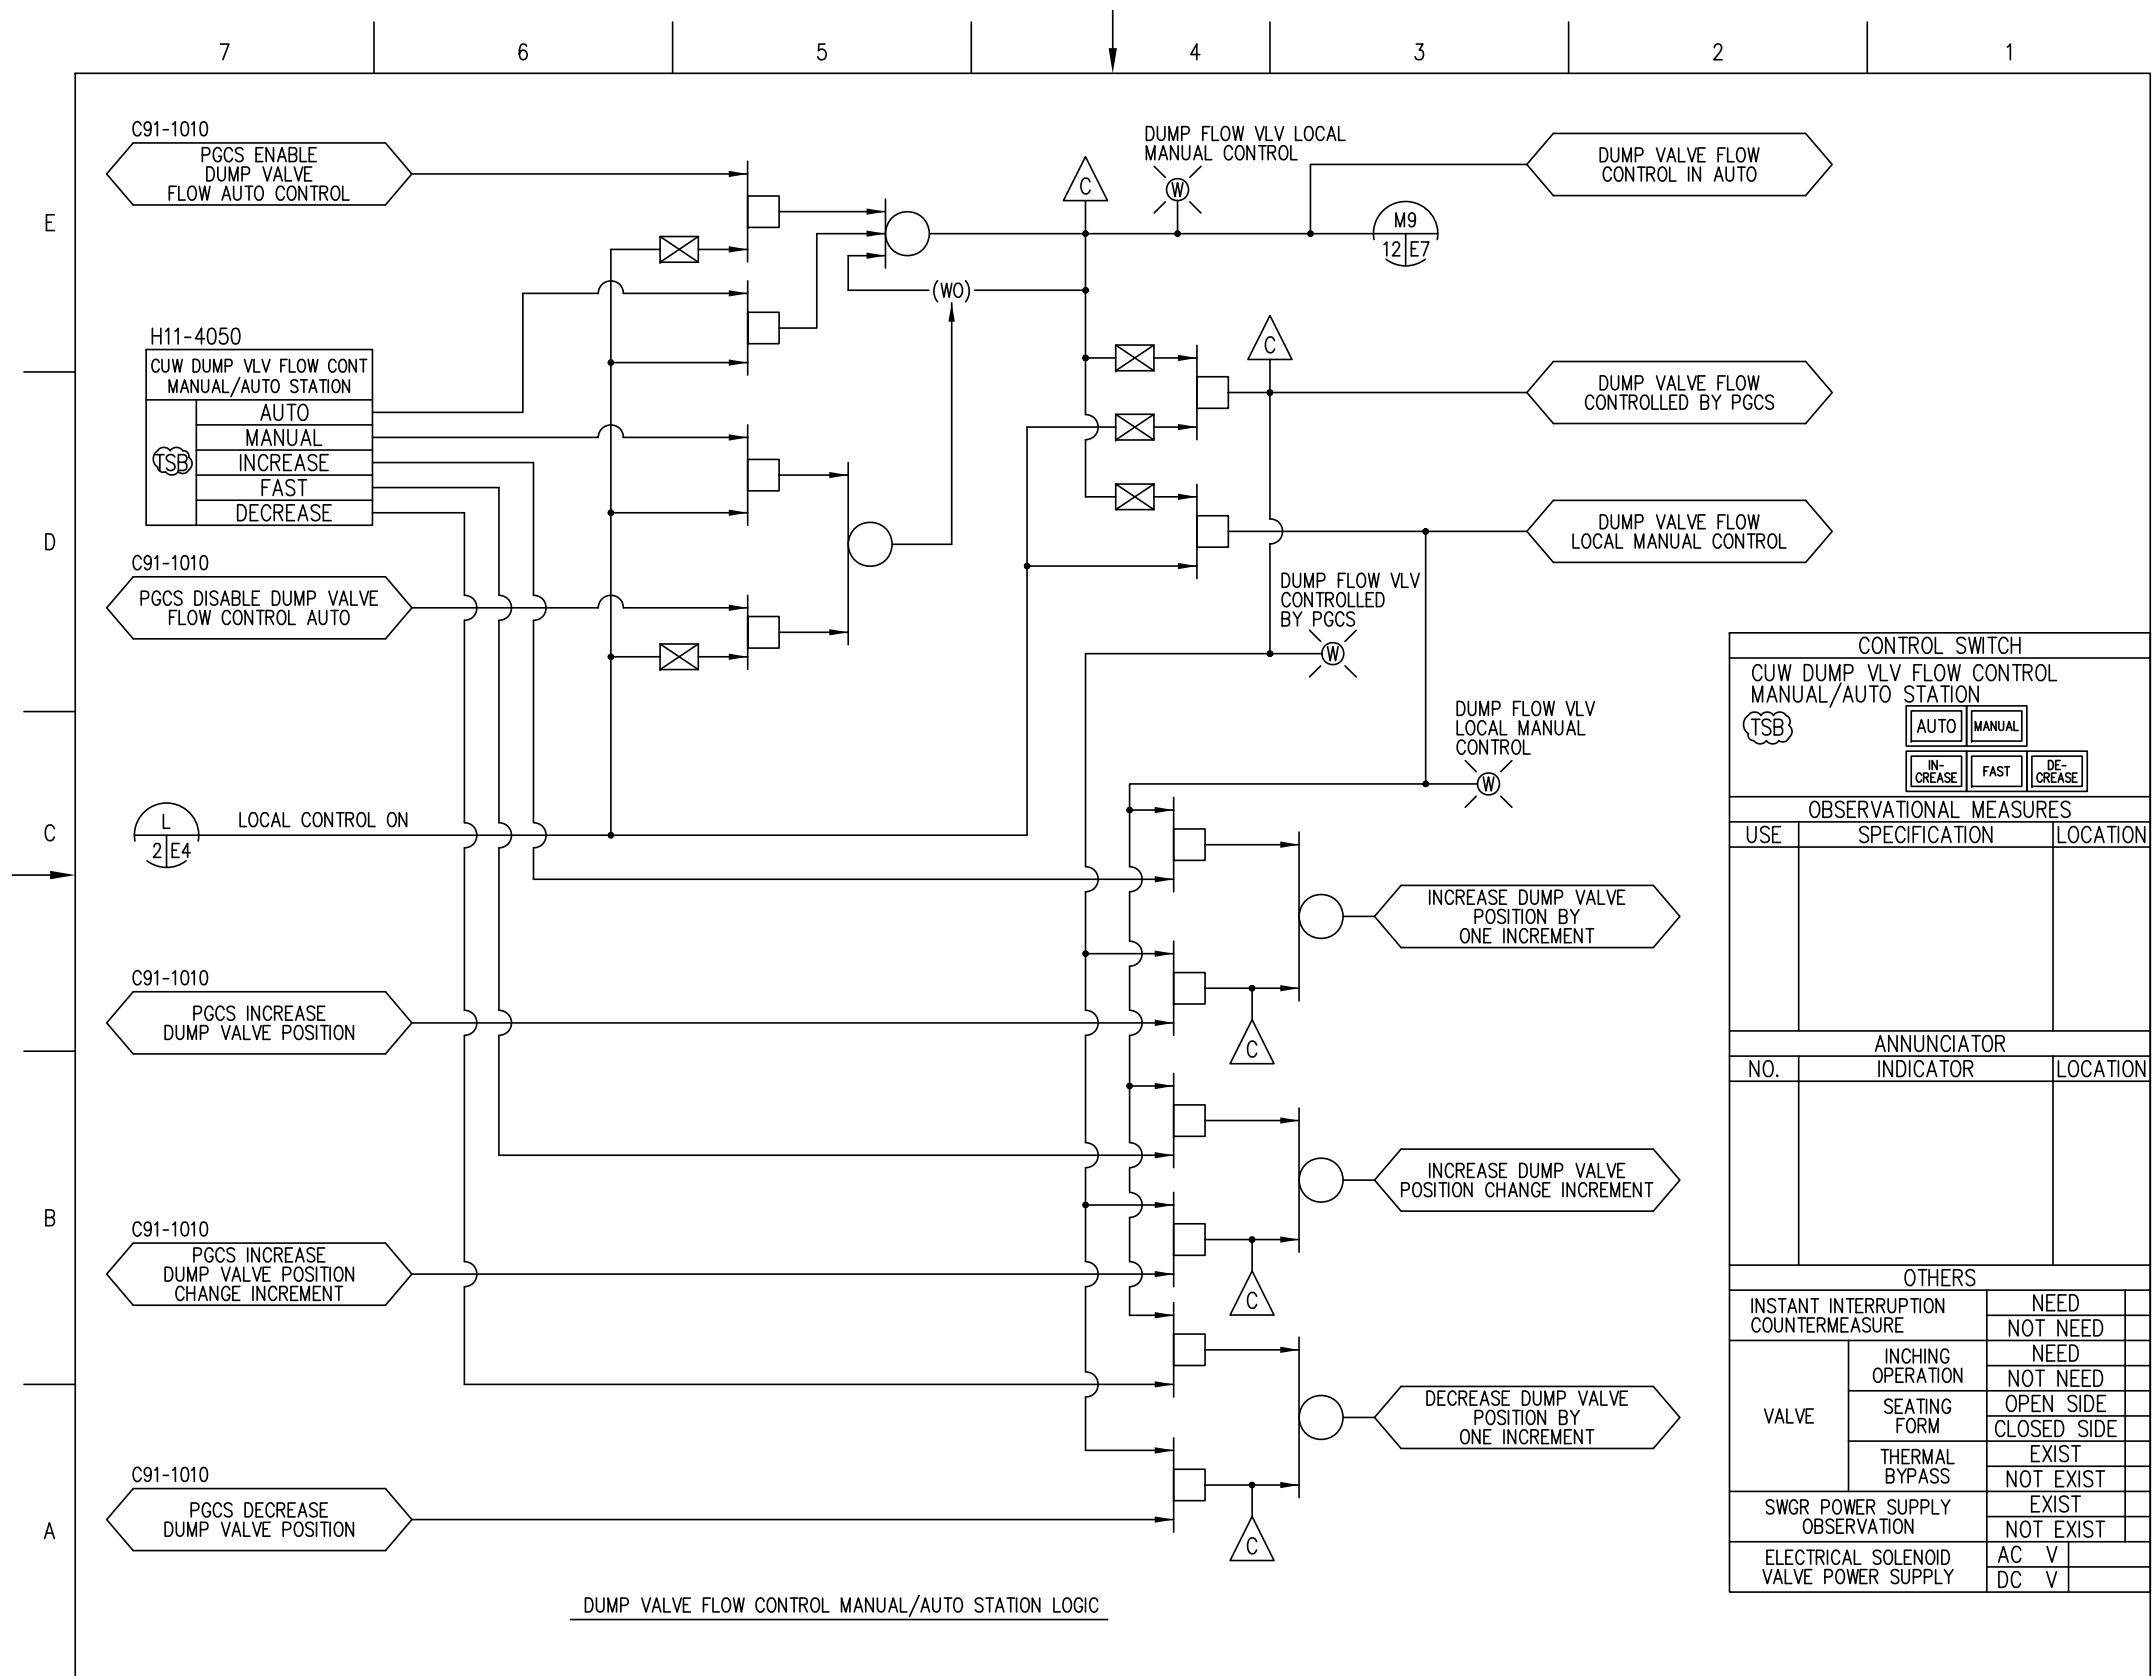 7
6
5
4
3
2
1
E
D
C
B
A
C91-1010
PGCS ENABLE
DUMP VALVE
FLOW AUTO CONTROL
H11-4050
CUW DUMP VLV FLOW CONT
MANUAL/AUTO STATION
TSB
AUTO
MANUAL
INCREASE
FAST
DECREASE
C91-1010
PGCS DISABLE DUMP VALVE
FLOW CONTROL AUTO
L
2 E4
LOCAL CONTROL ON
C91-1010
PGCS INCREASE
DUMP VALVE POSITION
C91-1010
PGCS INCREASE
DUMP VALVE POSITION
CHANGE INCREMENT
C91-1010
PGCS DECREASE
DUMP VALVE POSITION
(WO)
C
DUMP FLOW VLV LOCAL
MANUAL CONTROL
W
M9
12 E7
DUMP VALVE FLOW
CONTROL IN AUTO
C
DUMP VALVE FLOW
CONTROLLED BY PGCS
DUMP VALVE FLOW
LOCAL MANUAL CONTROL
DUMP FLOW VLV
CONTROLLED
BY PGCS
W
DUMP FLOW VLV
LOCAL MANUAL
CONTROL
W
INCREASE DUMP VALVE
POSITION BY
ONE INCREMENT
C
INCREASE DUMP VALVE
POSITION CHANGE INCREMENT
C
DECREASE DUMP VALVE
POSITION BY
ONE INCREMENT
C
DUMP VALVE FLOW CONTROL MANUAL/AUTO STATION LOGIC
CONTROL SWITCH
CUW DUMP VLV FLOW CONTROL
MANUAL/AUTO STATION
TSB
AUTO
MANUAL
IN-
CREASE
FAST
DE-
CREASE
OBSERVATIONAL MEASURES
USE SPECIFICATION LOCATION
ANNUNCIATOR
NO. INDICATOR LOCATION
OTHERS
INSTANT INTERRUPTION
COUNTERMEASURE
NEED
NOT NEED
VALVE
INCHING
OPERATION
NEED
NOT NEED
SEATING
FORM
OPEN SIDE
CLOSED SIDE
THERMAL
BYPASS
EXIST
NOT EXIST
SWGR POWER SUPPLY
OBSERVATION
EXIST
NOT EXIST
ELECTRICAL SOLENOID
VALVE POWER SUPPLY
AC V
DC V